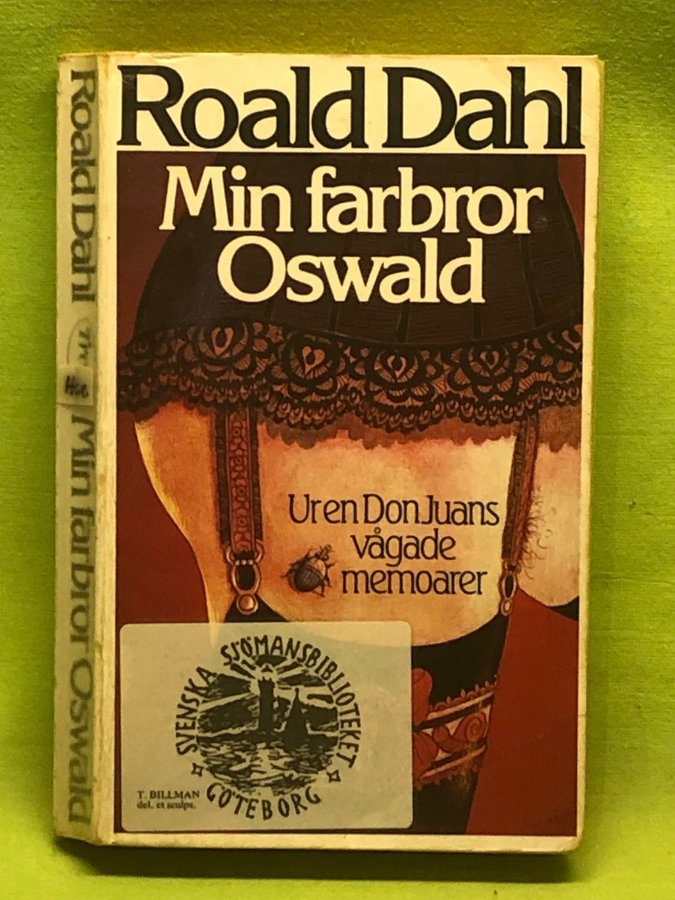 Roald Dahl
Min farbror
Oswald
Ur en Don Juans
vågade
memoarer
SVENSKA SJÖMANSBIBLIOTEKET
GÖTEBORG
T. BILLMAN
del. et sculps.
Roald Dahl
Hce
Min farbror Oswald